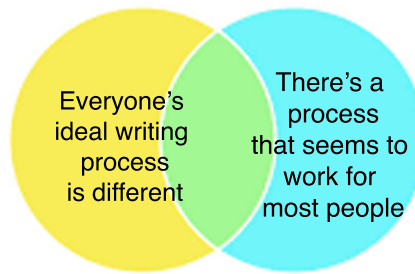 Everyone's
ideal writing
process
is different
There's a
process
that seems to
work for
most people